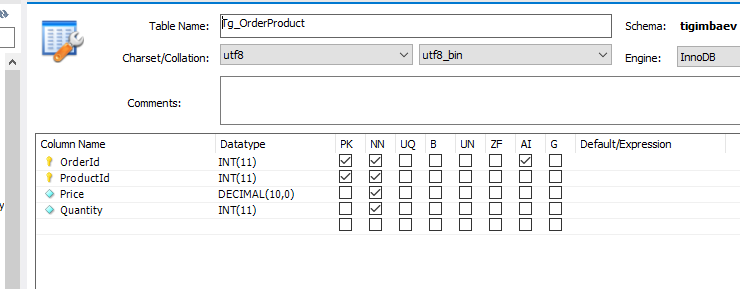 Table Name: Tg_OrderProduct Schema: tigimbaev
Charset/Collation: utf8 utf8_bin Engine: InnoDB
Comments:
Column Name Datatype PK NN UQ B UN ZF AI G Default/Expression
OrderId INT(11)
ProductId INT(11)
Price DECIMAL(10,0)
Quantity INT(11)
y